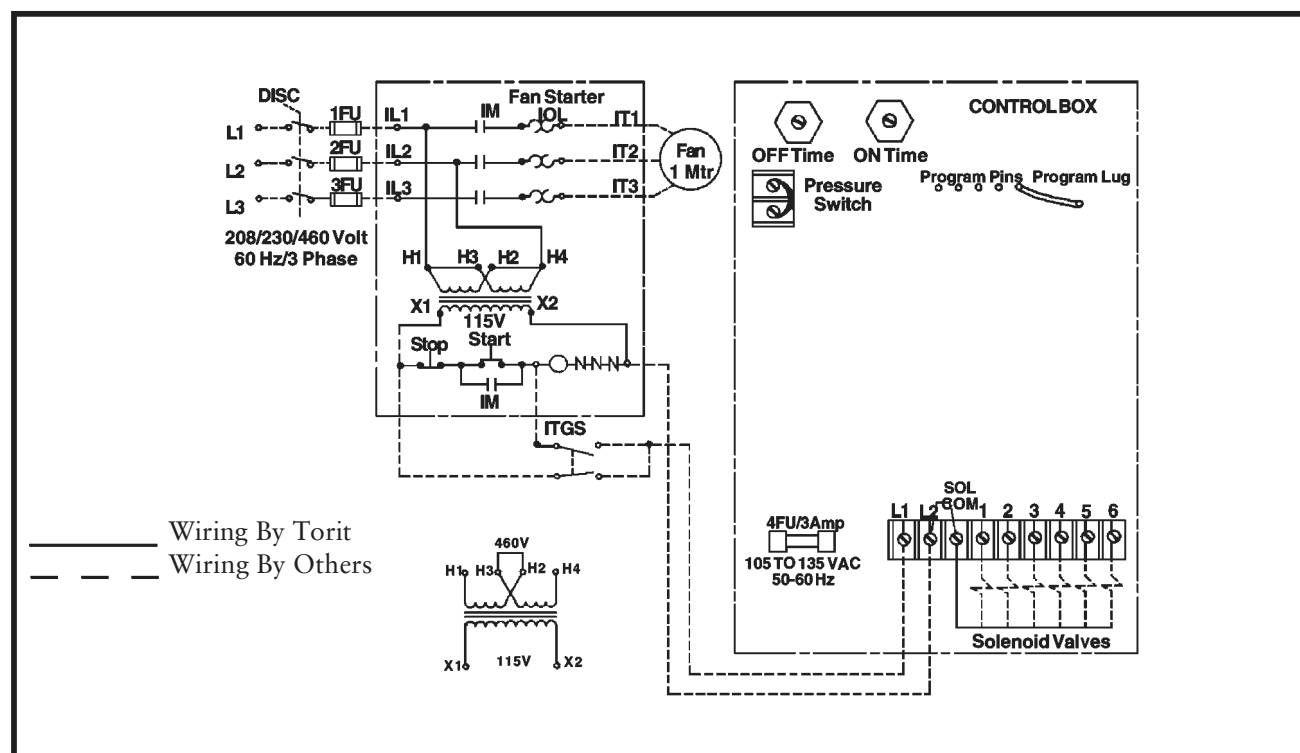 DISC
1FU
IL1
IM
Fan Starter
IOL
IT1
L1
2FU
IL2
IT2
L2
Fan
1 Mtr
3FU
IL3
IT3
L3
208/230/460 Volt
60 Hz/3 Phase
H1
H3
H2
H4
X1
X2
115V
Start
Stop
IM
ITGS
CONTROL BOX
OFF Time
ON Time
Pressure
Switch
Program Pins
Program Lug
SOL
COM
L1
L2
1
2
3
4
5
6
4FU/3Amp
105 TO 135 VAC
50-60 Hz
Solenoid Valves
Wiring By Torit
Wiring By Others
460V
H1
H3
H2
H4
X1
115V
X2